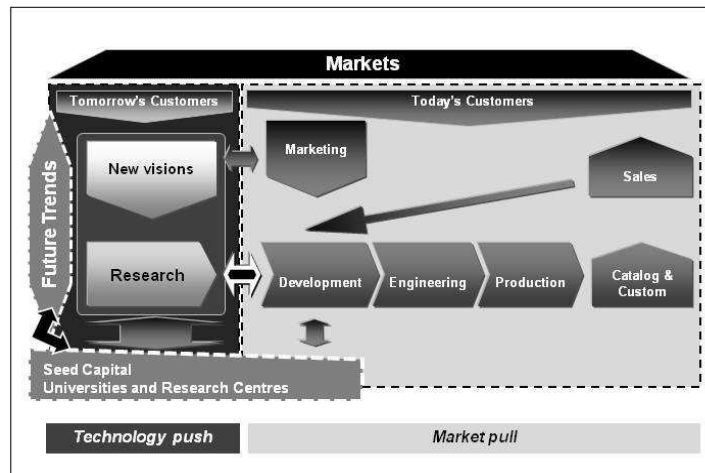 Markets
Tomorrow's Customers
Today's Customers
Future Trends
New visions
Marketing
Sales
Research
Development
Engineering
Production
Catalog &
Custom
Seed Capital
Universities and Research Centres
Technology push
Market pull